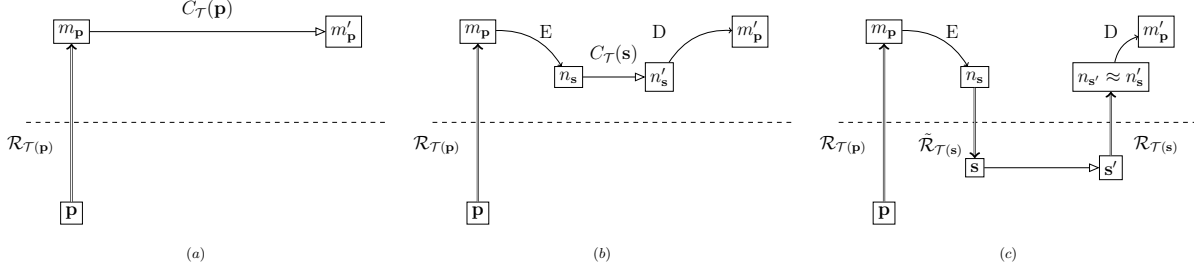 C_𝒯(𝐩)
m_𝐩
m′_𝐩
ℛ_𝒯(𝐩)
𝐩
(a)
m_𝐩
E
C_𝒯(𝐬)
D
m′_𝐩
n_𝐬
n′_𝐬
ℛ_𝒯(𝐩)
𝐩
(b)
m_𝐩
E
D
m′_𝐩
n_𝐬
n_𝐬′ ≈ n′_𝐬
ℛ_𝒯(𝐩)
ℛ̃_𝒯(𝐬)
ℛ_𝒯(𝐬)
𝐬
𝐬′
𝐩
(c)